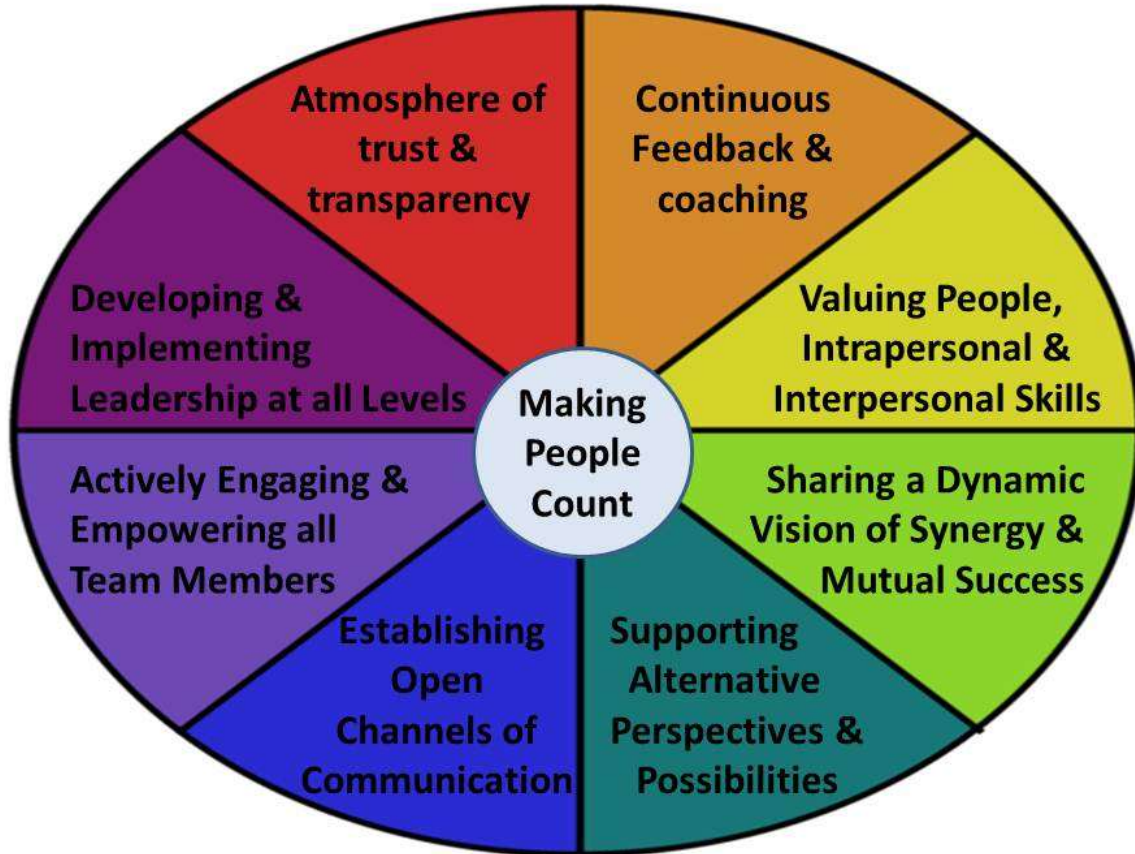 Atmosphere of
trust &
transparency
Continuous
Feedback &
coaching
Valuing People,
Intrapersonal &
Interpersonal Skills
Sharing a Dynamic
Vision of Synergy &
Mutual Success
Supporting
Alternative
Perspectives &
Possibilities
Establishing
Open
Channels of
Communication
Actively Engaging &
Empowering all
Team Members
Developing &
Implementing
Leadership at all Levels
Making
People
Count